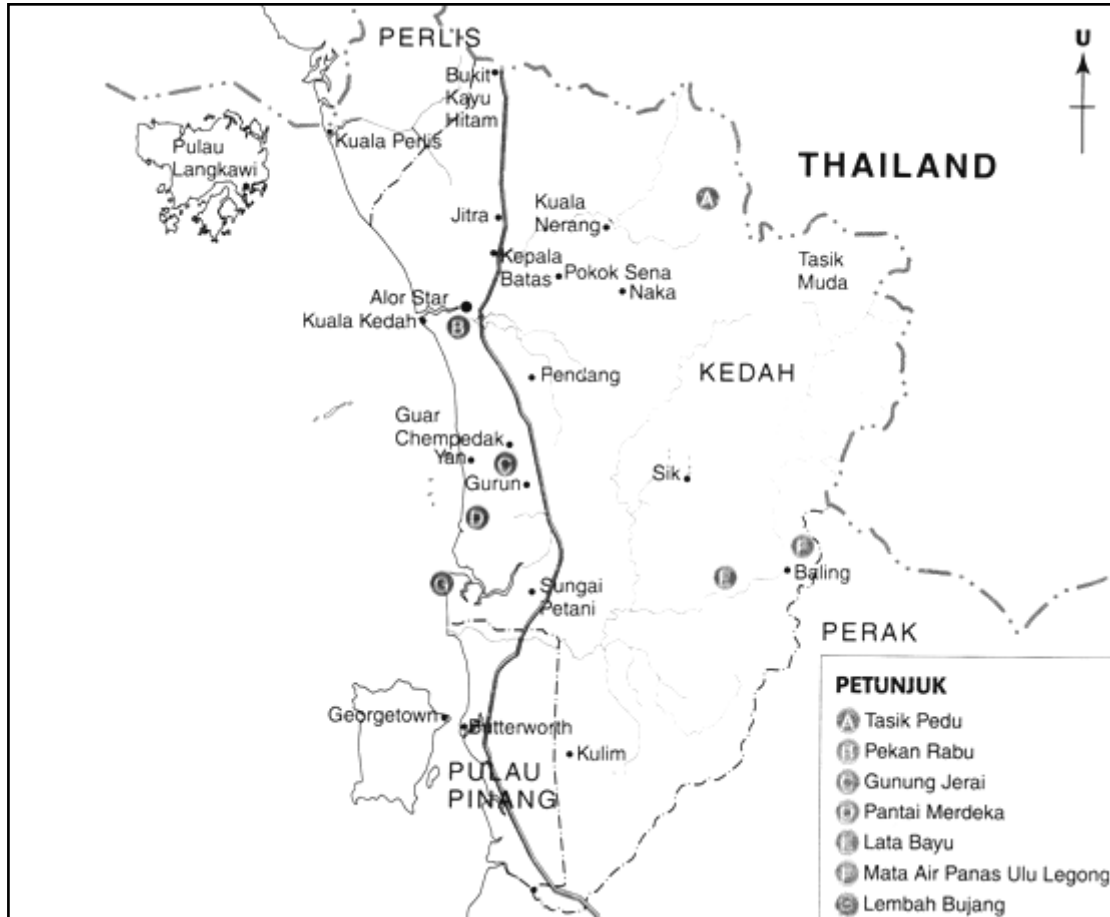 PERLIS
U
Bukit
Kayu
Hitam
Kuala Perlis
Pulau
Langkawi
THAILAND
A
Jitra
Kuala
Nerang
Kepala
Batas
Pokok Sena
Naka
Tasik
Muda
Alor Star
Kuala Kedah
B
Pendang
KEDAH
Guar
Chempedak
Yan
C
Gurun
Sik
D
F
E
Baling
G
Sungai
Petani
PERAK
Georgetown
Butterworth
Kulim
PULAU
PINANG
PETUNJUK
A Tasik Pedu
B Pekan Rabu
C Gunung Jerai
D Pantai Merdeka
E Lata Bayu
F Mata Air Panas Ulu Legong
G Lembah Bujang